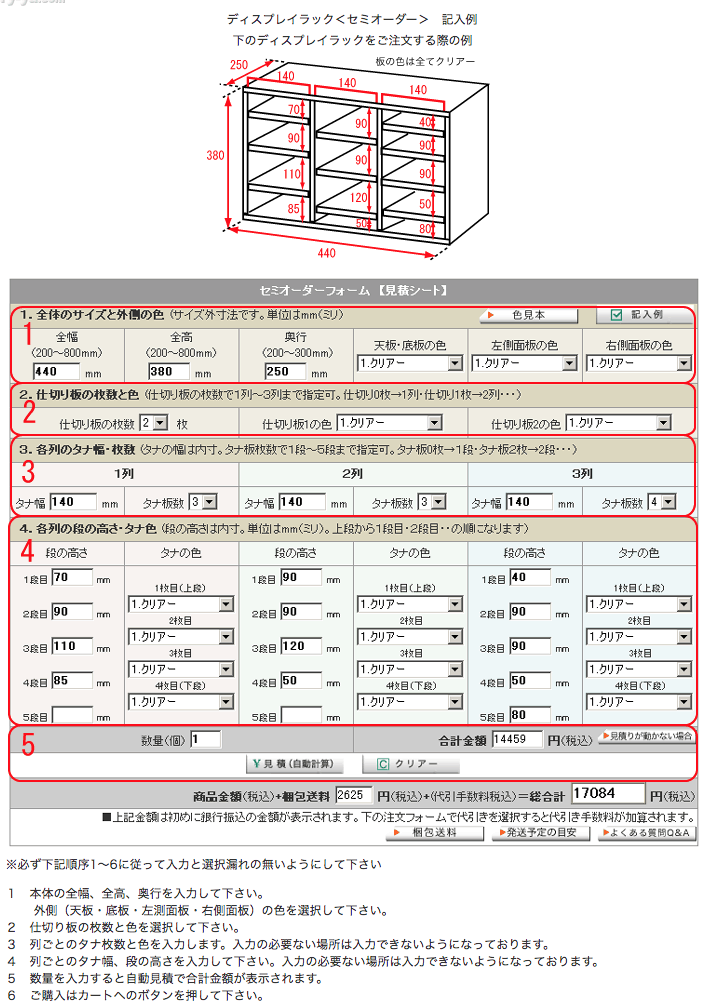 ディスプレイラック＜セミオーダー＞　記入例
下のディスプレイラックをご注文する際の例
板の色は全てクリアー
250
140
140
140
380
70
90
110
85
90
90
120
50
40
90
90
50
80
440
セミオーダーフォーム 【見積シート】
1. 全体のサイズと外側の色 (サイズ外寸法です。単位はmm(ミリ)
色見本
記入例
全幅
(200～800mm)
440 mm
全高
(200～800mm)
380 mm
奥行
(200～300mm)
250 mm
天板・底板の色
1.クリアー
左側面板の色
1.クリアー
右側面板の色
1.クリアー
1
2. 仕切り板の枚数と色 (仕切り板の枚数で1列～3列まで指定可。仕切り0枚→1列・仕切り1枚→2列・・・)
2
仕切り板の枚数 2 枚
仕切り板1の色 1.クリアー
仕切り板2の色 1.クリアー
3. 各列のタナ幅・枚数 (タナの幅は内寸。タナ板枚数で1段～5段まで指定可。タナ板0枚→1段・タナ板2枚→2段・・・)
3
1列 2列 3列
タナ幅 140 mm タナ板数 3
タナ幅 140 mm タナ板数 3
タナ幅 140 mm タナ板数 4
4. 各列の段の高さ・タナ色 (段の高さは内寸。単位はmm(ミリ)。上段から1段目・2段目・・の順になります)
4
段の高さ タナの色 段の高さ タナの色 段の高さ タナの色
1段目 70 mm
2段目 90 mm
3段目 110 mm
4段目 85 mm
5段目 mm
1枚目(上段)
1.クリアー
2枚目
1.クリアー
3枚目
1.クリアー
4枚目(下段)
1.クリアー
1段目 90 mm
2段目 90 mm
3段目 120 mm
4段目 50 mm
5段目 mm
1枚目(上段)
1.クリアー
2枚目
1.クリアー
3枚目
1.クリアー
4枚目(下段)
1.クリアー
1段目 40 mm
2段目 90 mm
3段目 90 mm
4段目 50 mm
5段目 80 mm
1枚目(上段)
1.クリアー
2枚目
1.クリアー
3枚目
1.クリアー
4枚目(下段)
1.クリアー
5
数量(個) 1
合計金額 14459 円(税込)
見積りが動かない場合
¥ 見 積 (自動計算)
C クリアー
商品金額(税込)+梱包送料 2625 円(税込)+(代引手数料税込)＝総合計 17084 円(税込)
■上記金額は初めに銀行振込の金額が表示されます。下の注文フォームで代引きを選択すると代引き手数料が加算されます。
梱包送料
発送予定の目安
よくある質問Q&A
※必ず下記順序1～6に従って入力と選択漏れの無いようにして下さい
1　本体の全幅、全高、奥行を入力して下さい。
外側（天板・底板・左測面板・右側面板）の色を選択して下さい。
2　仕切り板の枚数と色を選択して下さい。
3　列ごとのタナ枚数と色を入力します。入力の必要ない場所は入力できないようになっております。
4　列ごとのタナ幅、段の高さを入力して下さい。入力の必要ない場所は入力できないようになっております。
5　数量を入力すると自動見積で合計金額が表示されます。
6　ご購入はカートへのボタンを押して下さい。